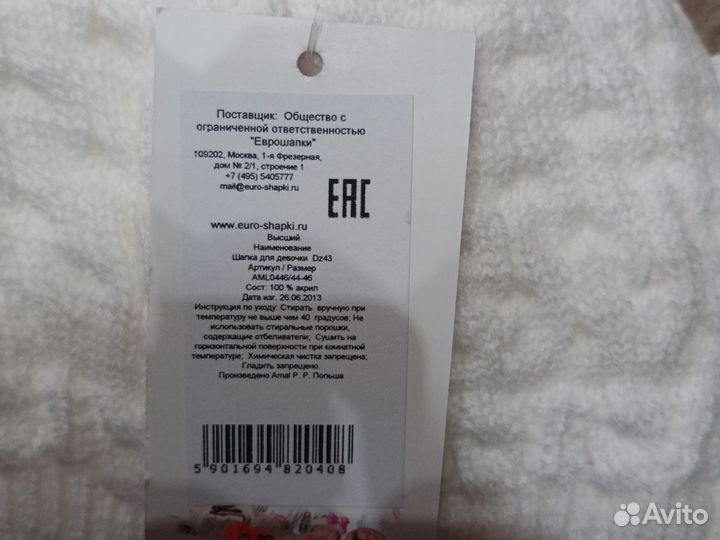 Поставщик: Общество с
ограниченной ответственностью
"Еврошапки"
109202, Москва, 1-я Фрезерная,
дом № 2/1, строение 1
+7 (495) 5405777
mail@euro-shapki.ru
EAC
www.euro-shapki.ru
Высший
Наименование
Шапка для девочки Dz43
Артикул / Размер
AML0446/44-46
Сост: 100 % акрил
Дата изг. 26.06.2013
Инструкция по уходу: Стирать вручную при
температуру не выше чем 40 градусов; Не
использовать стиральные порошки,
содержащие отбеливатели; Сушить на
горизонтальной поверхности при комнатной
температуре; Химическая чистка запрещена;
Гладить запрещен.
Произведено Amal P. P. Польша
5 901694 820408
Avito